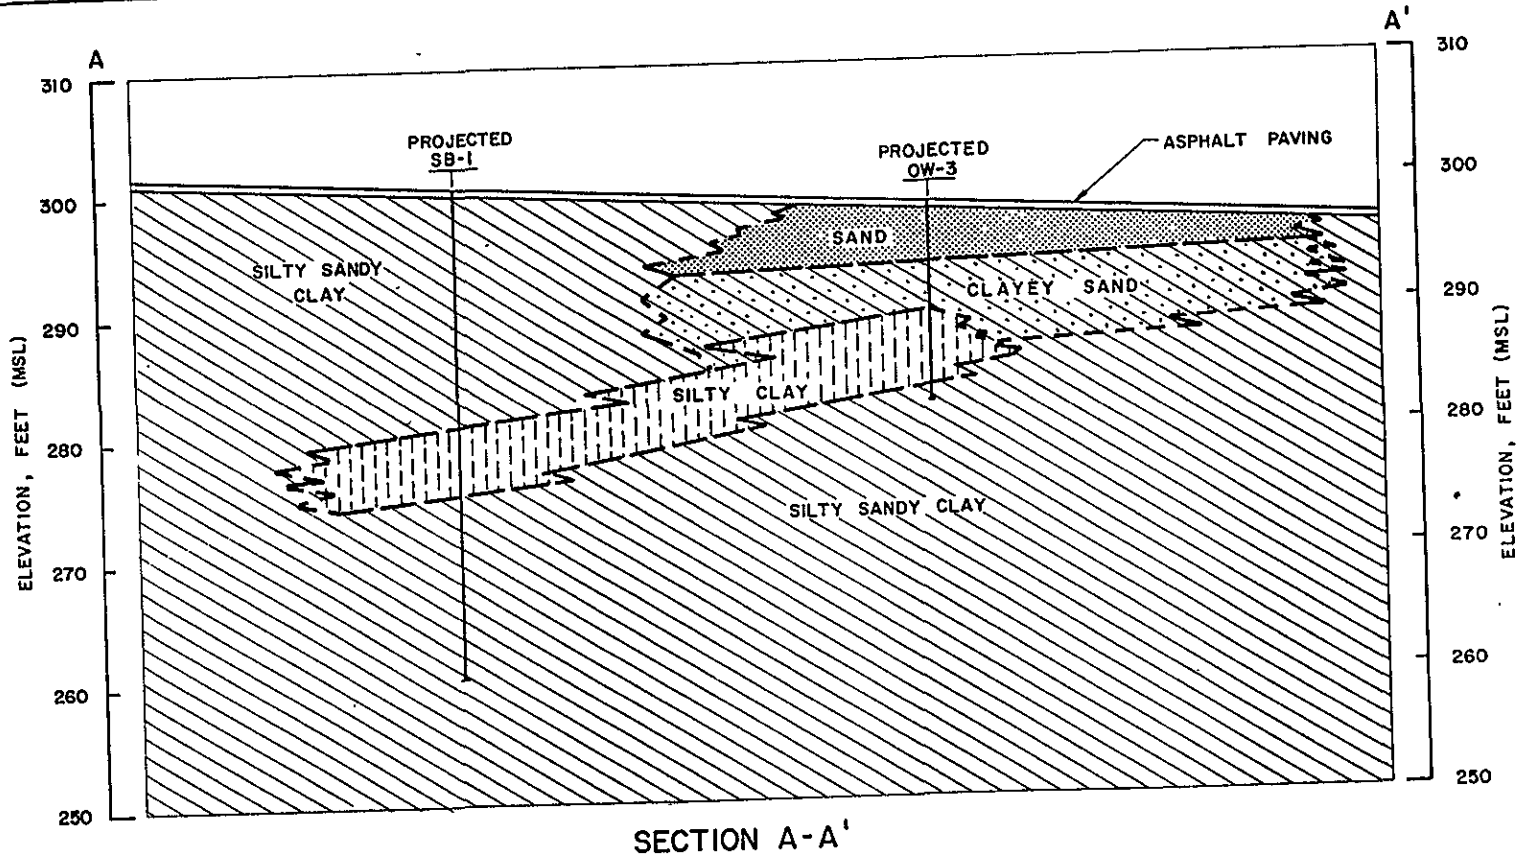 A
A'
310
310
PROJECTED
SB-1
PROJECTED
OW-3
ASPHALT PAVING
300
300
SAND
SILTY SANDY
CLAY
CLAYEY SAND
290
290
SILTY CLAY
280
280
SILTY SANDY CLAY
270
270
260
260
250
250
ELEVATION, FEET (MSL)
ELEVATION, FEET (MSL)
SECTION A-A'